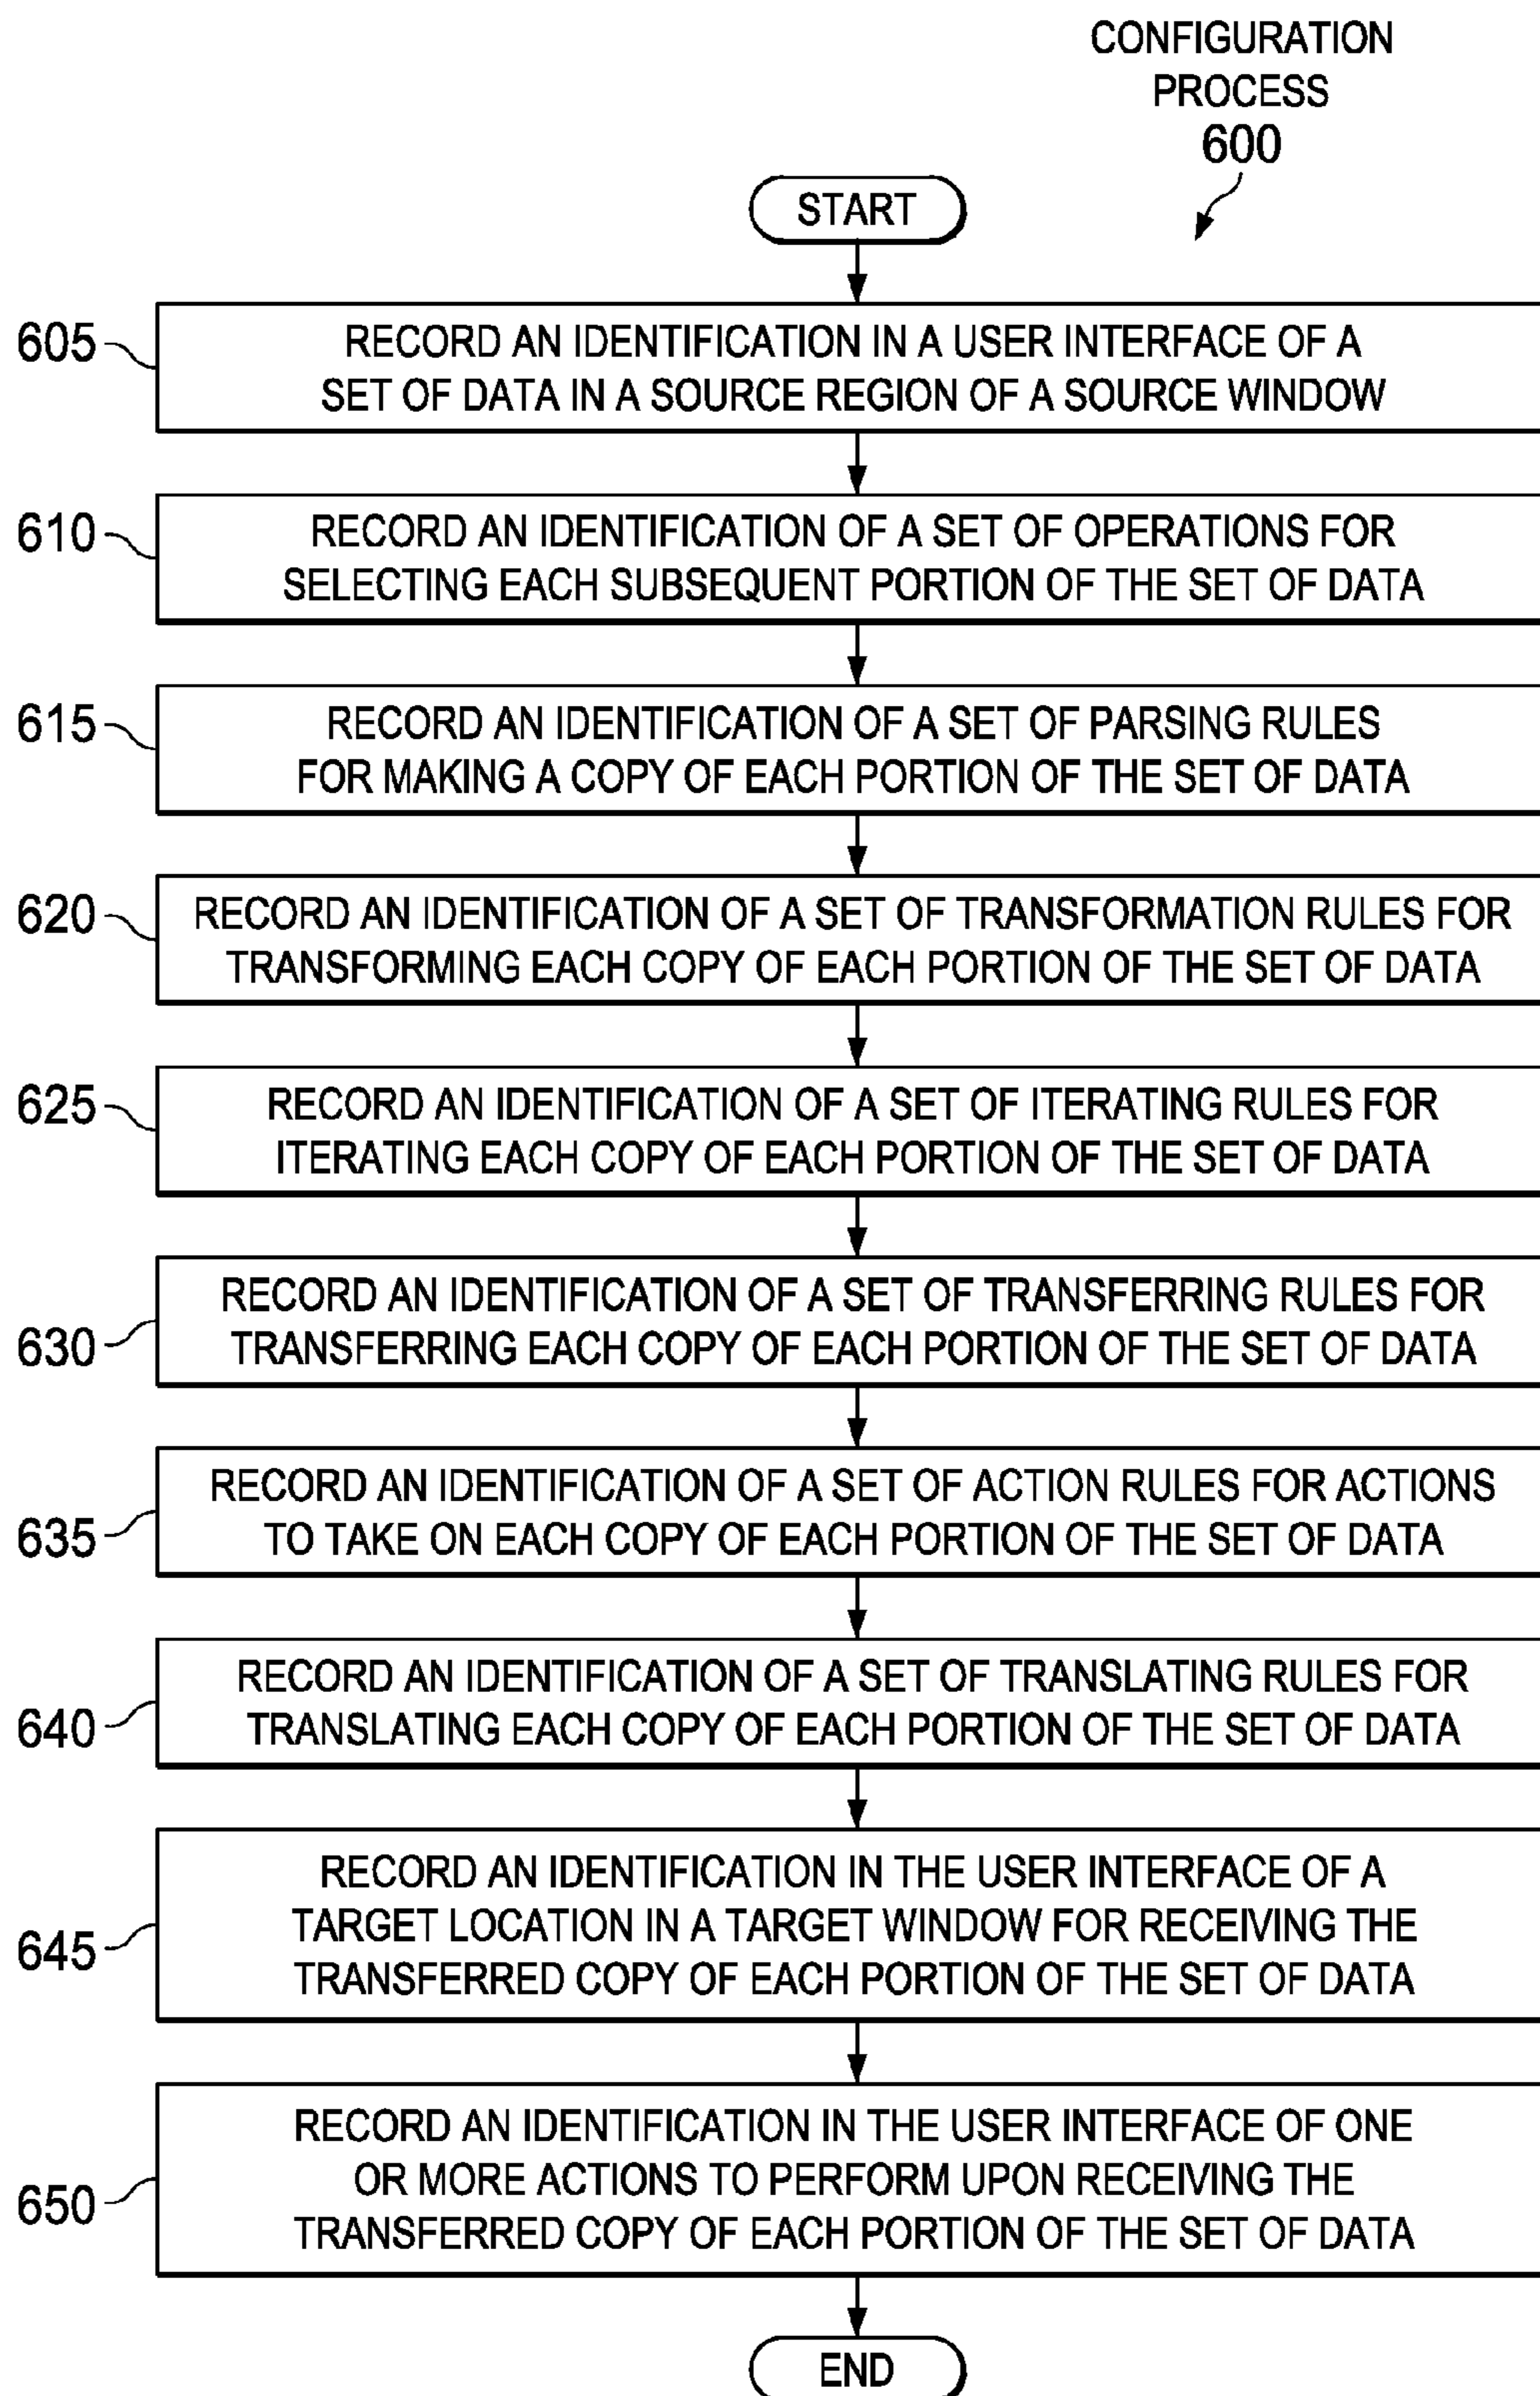 CONFIGURATION
PROCESS
600
START
605
RECORD AN IDENTIFICATION IN A USER INTERFACE OF A
SET OF DATA IN A SOURCE REGION OF A SOURCE WINDOW
610
RECORD AN IDENTIFICATION OF A SET OF OPERATIONS FOR
SELECTING EACH SUBSEQUENT PORTION OF THE SET OF DATA
615
RECORD AN IDENTIFICATION OF A SET OF PARSING RULES
FOR MAKING A COPY OF EACH PORTION OF THE SET OF DATA
620
RECORD AN IDENTIFICATION OF A SET OF TRANSFORMATION RULES FOR
TRANSFORMING EACH COPY OF EACH PORTION OF THE SET OF DATA
625
RECORD AN IDENTIFICATION OF A SET OF ITERATING RULES FOR
ITERATING EACH COPY OF EACH PORTION OF THE SET OF DATA
630
RECORD AN IDENTIFICATION OF A SET OF TRANSFERRING RULES FOR
TRANSFERRING EACH COPY OF EACH PORTION OF THE SET OF DATA
635
RECORD AN IDENTIFICATION OF A SET OF ACTION RULES FOR ACTIONS
TO TAKE ON EACH COPY OF EACH PORTION OF THE SET OF DATA
640
RECORD AN IDENTIFICATION OF A SET OF TRANSLATING RULES FOR
TRANSLATING EACH COPY OF EACH PORTION OF THE SET OF DATA
645
RECORD AN IDENTIFICATION IN THE USER INTERFACE OF A
TARGET LOCATION IN A TARGET WINDOW FOR RECEIVING THE
TRANSFERRED COPY OF EACH PORTION OF THE SET OF DATA
650
RECORD AN IDENTIFICATION IN THE USER INTERFACE OF ONE
OR MORE ACTIONS TO PERFORM UPON RECEIVING THE
TRANSFERRED COPY OF EACH PORTION OF THE SET OF DATA
END